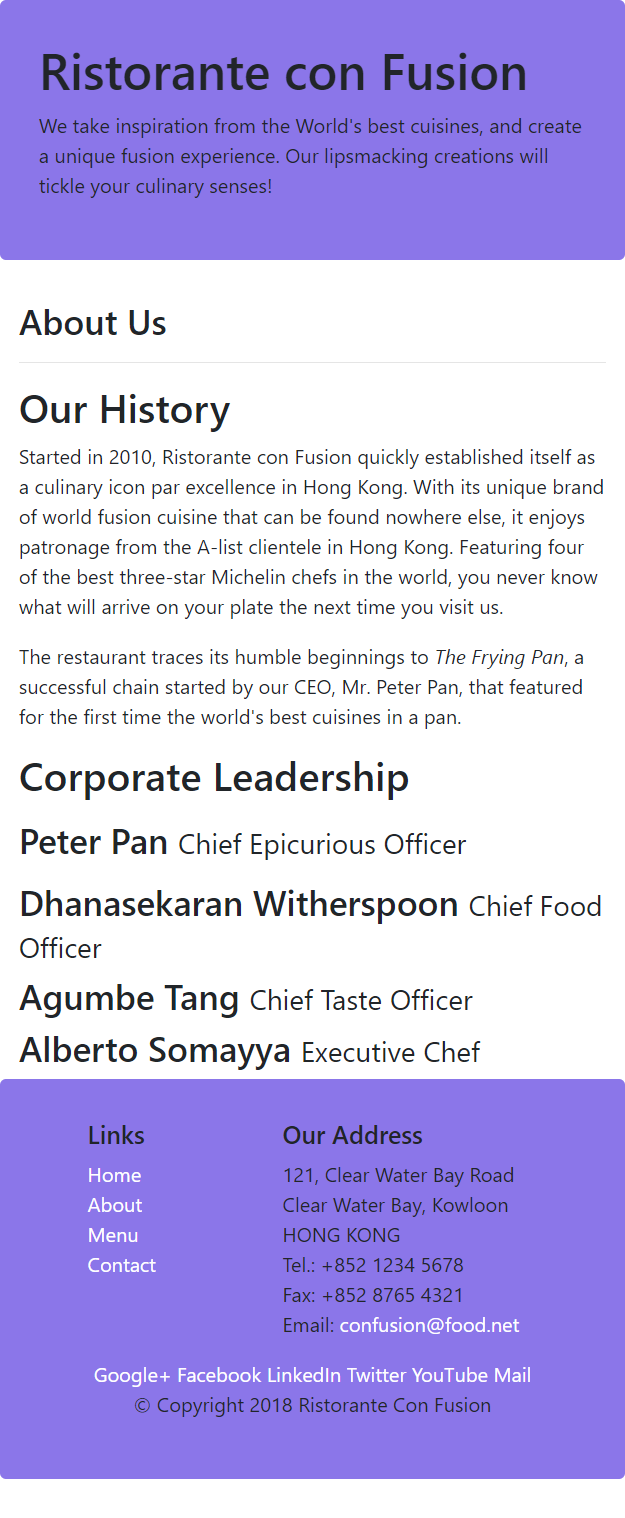 Ristorante con Fusion
We take inspiration from the World's best cuisines, and create
a unique fusion experience. Our lipsmacking creations will
tickle your culinary senses!
About Us
Our History
Started in 2010, Ristorante con Fusion quickly established itself as
a culinary icon par excellence in Hong Kong. With its unique brand
of world fusion cuisine that can be found nowhere else, it enjoys
patronage from the A-list clientele in Hong Kong. Featuring four
of the best three-star Michelin chefs in the world, you never know
what will arrive on your plate the next time you visit us.
The restaurant traces its humble beginnings to The Frying Pan, a
successful chain started by our CEO, Mr. Peter Pan, that featured
for the first time the world's best cuisines in a pan.
Corporate Leadership
Peter Pan Chief Epicurious Officer
Dhanasekaran Witherspoon Chief Food
Officer
Agumbe Tang Chief Taste Officer
Alberto Somayya Executive Chef
Links
Home
About
Menu
Contact
Our Address
121, Clear Water Bay Road
Clear Water Bay, Kowloon
HONG KONG
Tel.: +852 1234 5678
Fax: +852 8765 4321
Email: confusion@food.net
Google+ Facebook LinkedIn Twitter YouTube Mail
© Copyright 2018 Ristorante Con Fusion